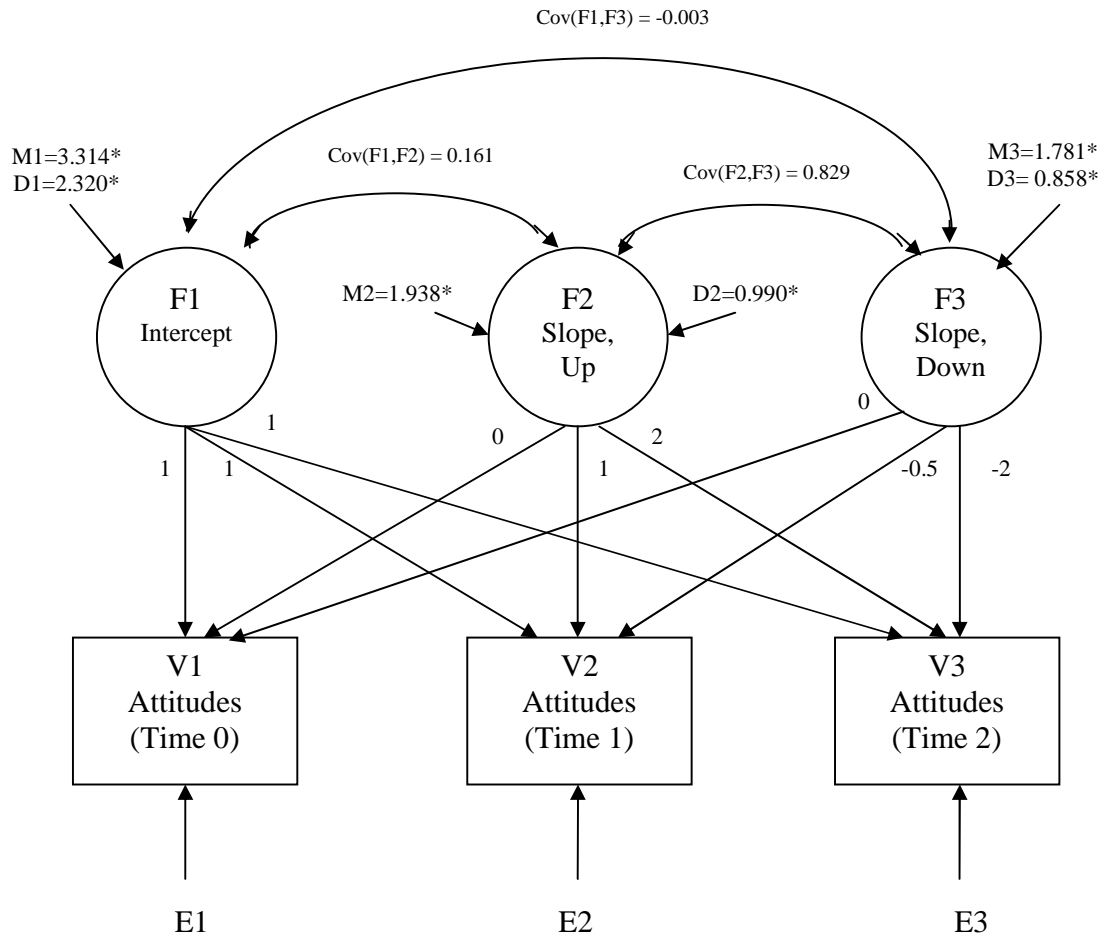 Cov(F1,F3) = -0.003
M1=3.314*
D1=2.320*
Cov(F1,F2) = 0.161
Cov(F2,F3) = 0.829
M3=1.781*
D3= 0.858*
F1
Intercept
M2=1.938*
F2
Slope,
Up
D2=0.990*
F3
Slope,
Down
1
1
1
0
1
2
0
-0.5
-2
V1
Attitudes
(Time 0)
V2
Attitudes
(Time 1)
V3
Attitudes
(Time 2)
E1
E2
E3